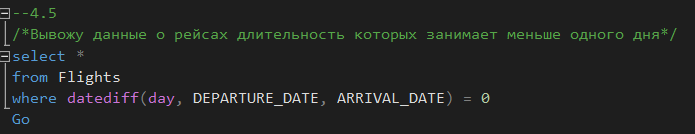 --4.5
/*Вывожу данные о рейсах длительность которых занимает меньше одного дня*/
select *
from Flights
where datediff(day, DEPARTURE_DATE, ARRIVAL_DATE) = 0
Go